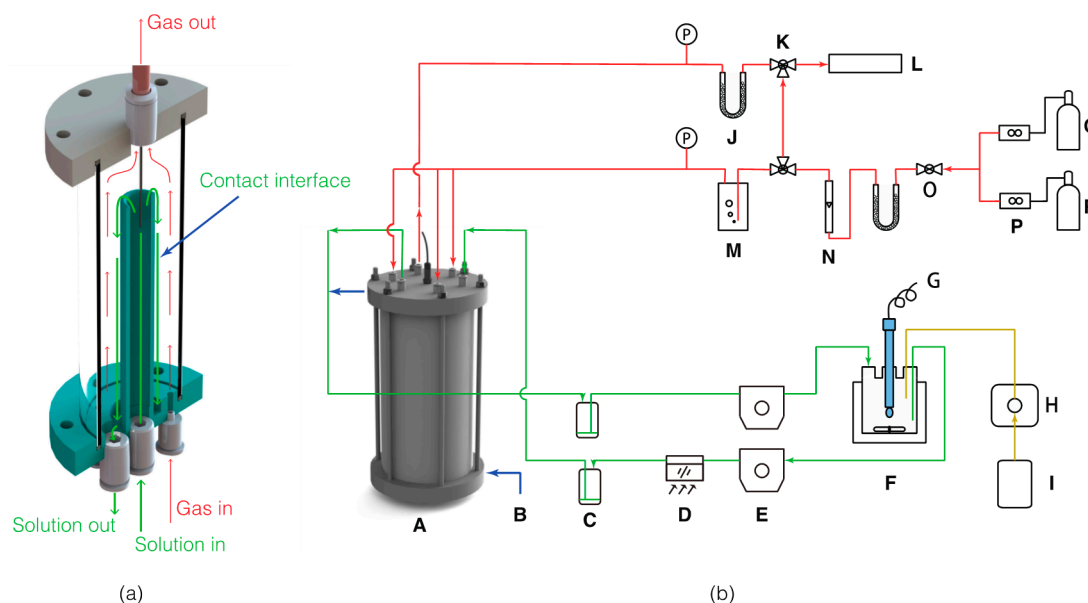 Gas out
Contact interface
Gas in
Solution out
Solution in
(a)
P
K
L
J
P
O
M
N
P
G
H
F
I
A
B
C
D
E
(b)